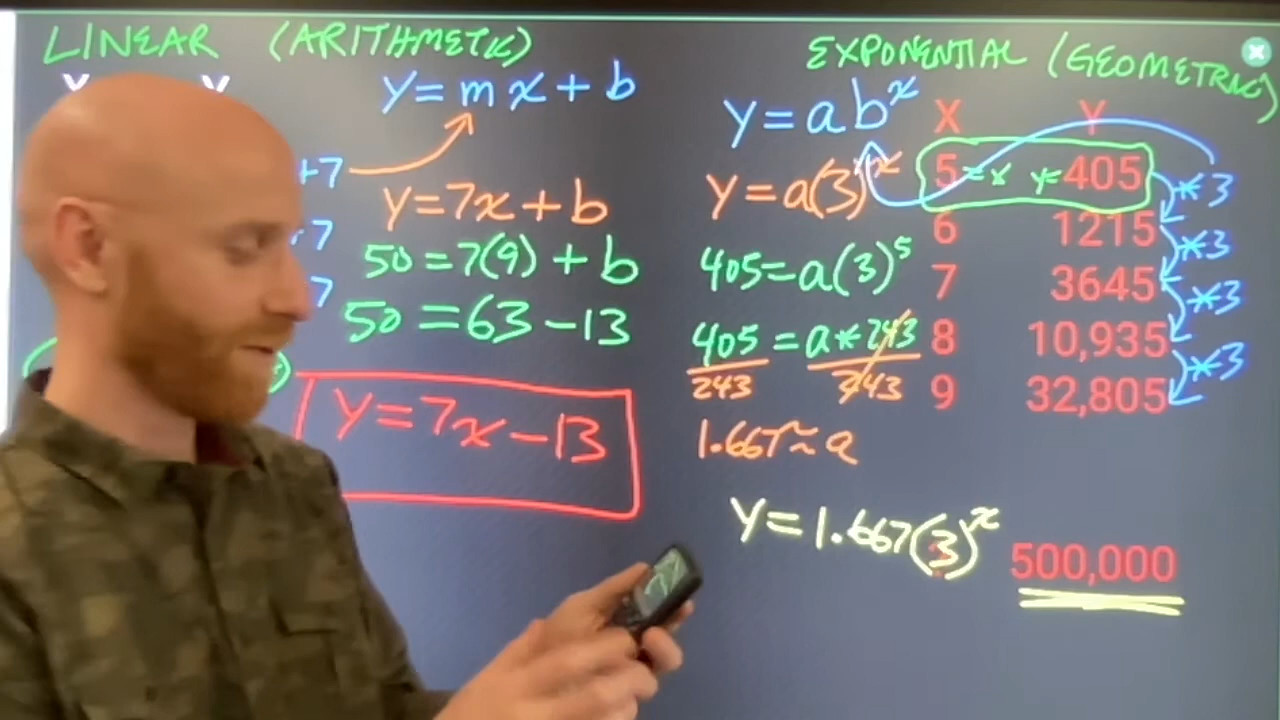 LINEAR (ARITHMETIC)
X Y
+7
+7
7
Y=mx+b
Y=7x+b
50=7(9)+b
50=63-13
Y=7x-13
EXPONENTIAL (GEOMETRIC)
Y=ab^x
Y=a(3)^x
405=a(3)^5
405=a*243
243 243
1.667≈a
Y=1.667(3)^x
X Y
5=x y=405
6 1215
7 3645
8 10,935
9 32,805
*3
*3
*3
*3
500,000